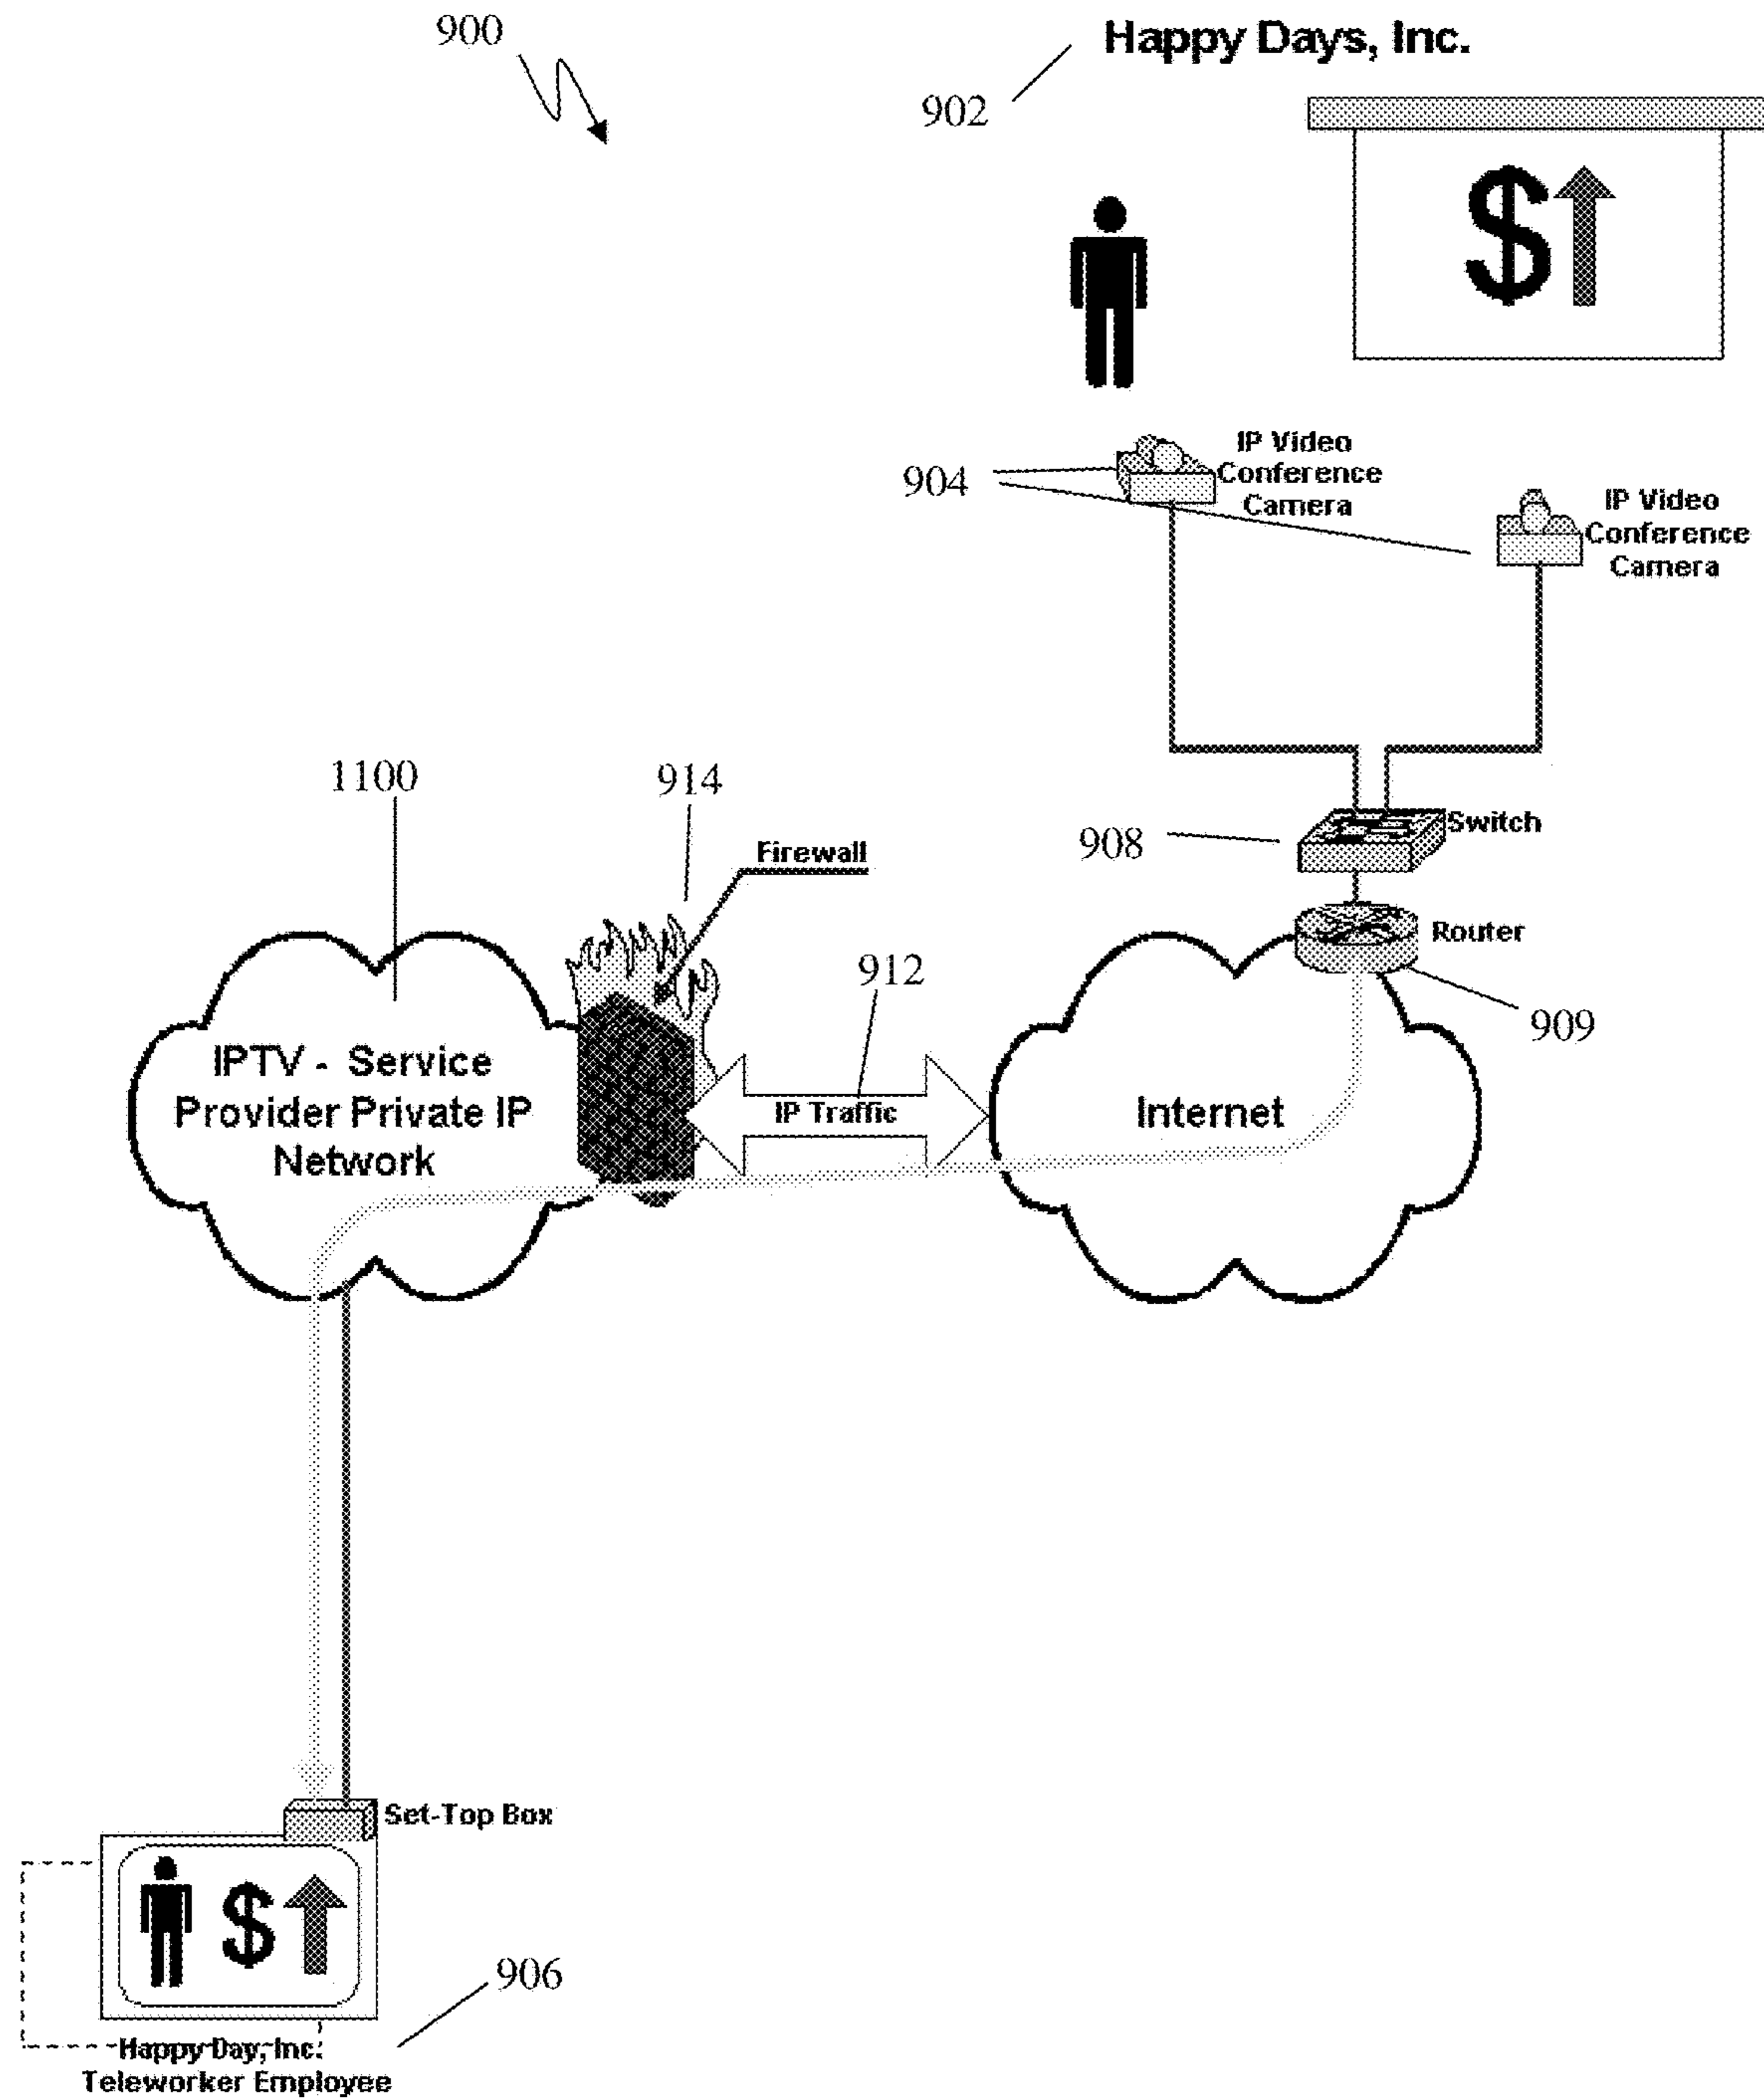 900
Happy Days, Inc.
902
$
904
IP Video
Conference
Camera
IP Video
Conference
Camera
1100
914
Firewall
908
Switch
Router
912
909
IPTV - Service
Provider Private IP
Network
IP Traffic
Internet
Set-Top Box
$
906
Happy Day, Inc.
Teleworker Employee